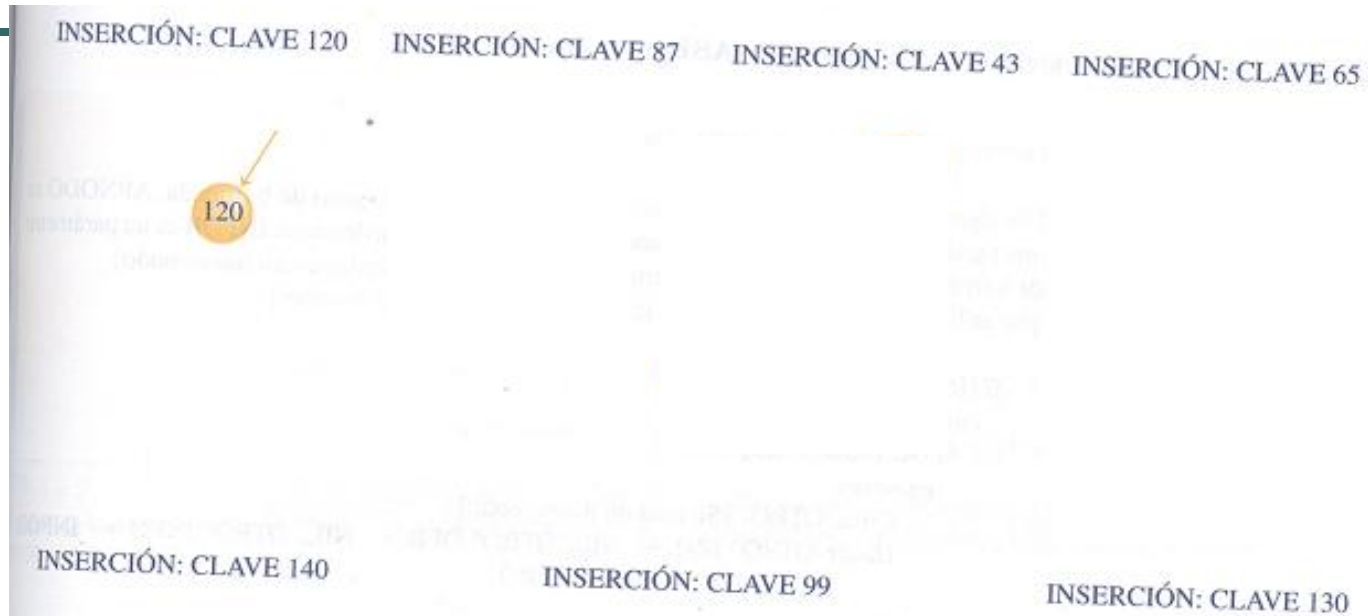 INSERCIÓN: CLAVE 120
INSERCIÓN: CLAVE 87
INSERCIÓN: CLAVE 43
INSERCIÓN: CLAVE 65
120
INSERCIÓN: CLAVE 140
INSERCIÓN: CLAVE 99
INSERCIÓN: CLAVE 130